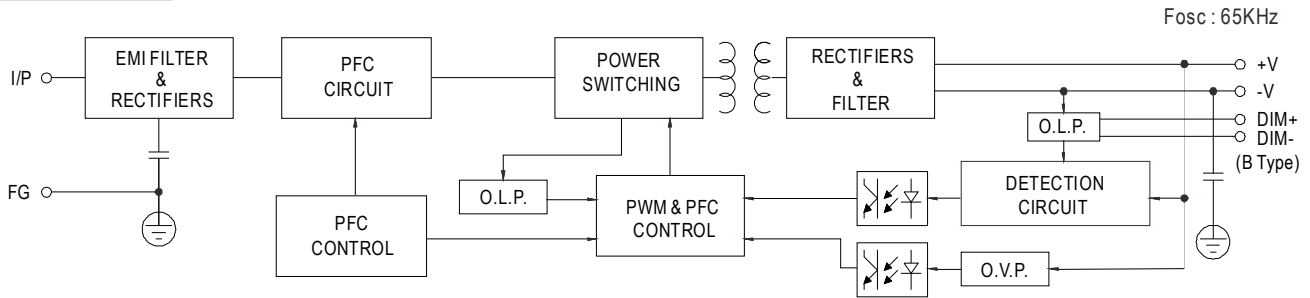 Fosc : 65KHz
I/P
EMI FILTER
&
RECTIFIERS
PFC
CIRCUIT
POWER
SWITCHING
RECTIFIERS
&
FILTER
+V
-V
O.L.P.
DIM+
DIM-
(B Type)
FG
O.L.P.
PFC
CONTROL
PWM & PFC
CONTROL
DETECTION
CIRCUIT
O.V.P.